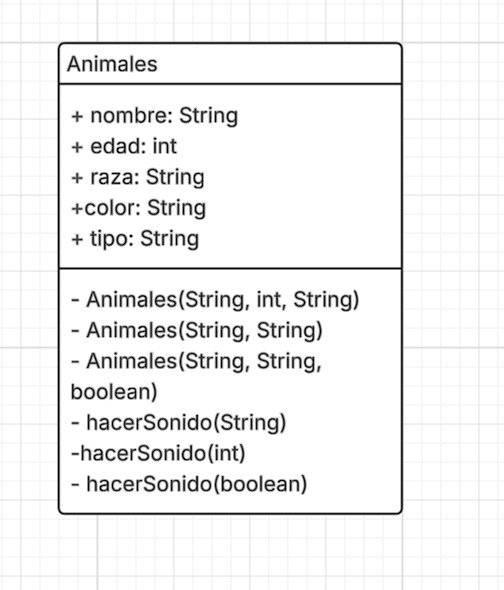 Animales
+ nombre: String
+ edad: int
+ raza: String
+color: String
+ tipo: String
- Animales(String, int, String)
- Animales(String, String)
- Animales(String, String,
boolean)
- hacerSonido(String)
-hacerSonido(int)
- hacerSonido(boolean)